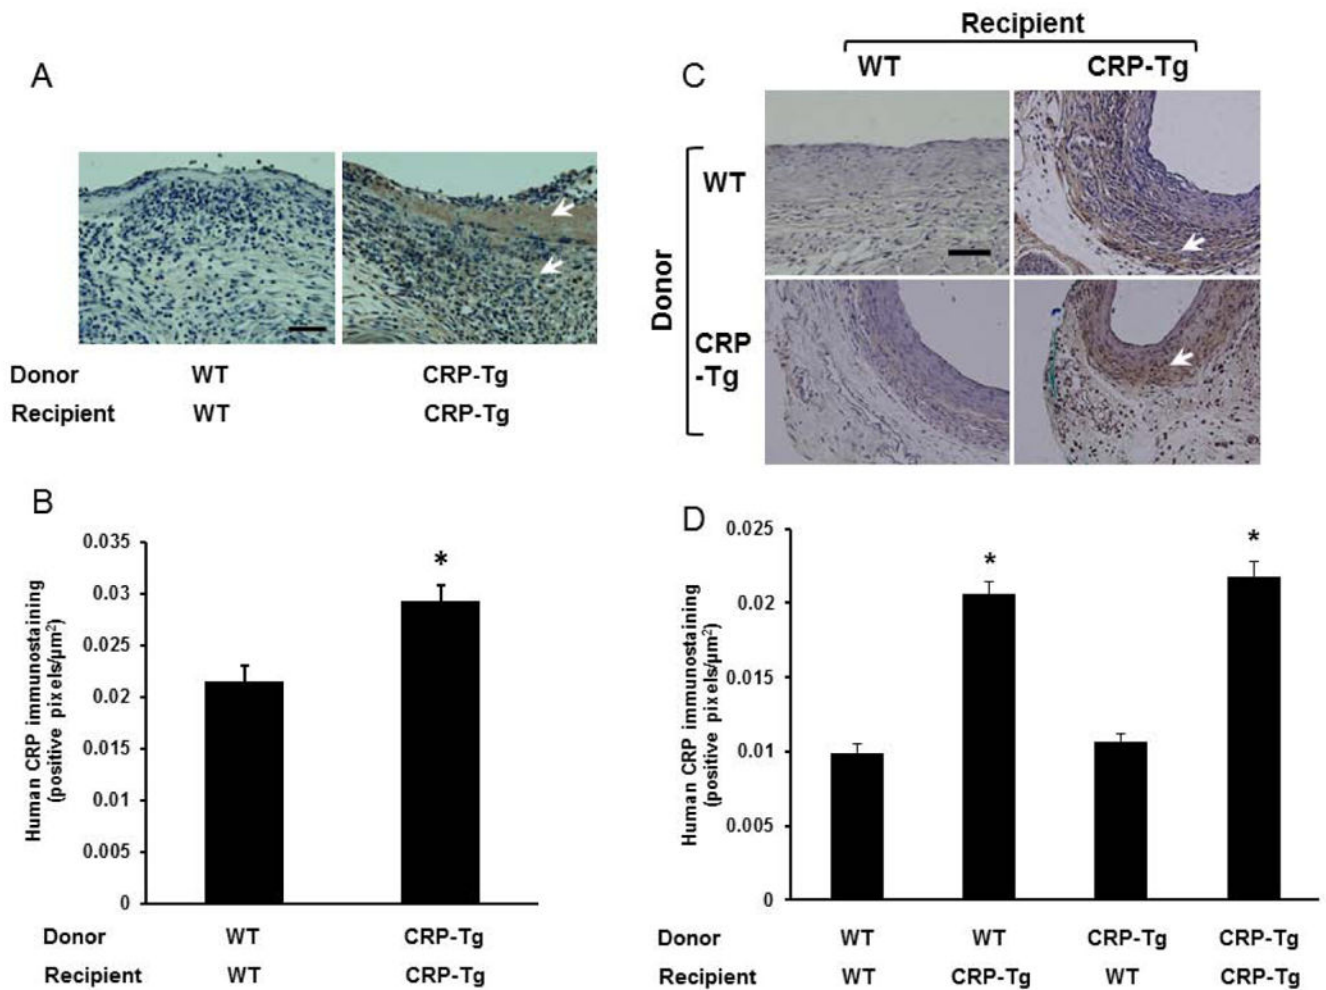 A
Donor WT CRP-Tg
Recipient WT CRP-Tg
B
Human CRP immunostaining
(positive pixels/µm²)
0.035
0.03
0.025
0.02
0.015
0.01
0.005
0
*
Donor WT CRP-Tg
Recipient WT CRP-Tg
C
Recipient
WT CRP-Tg
Donor
WT
CRP
-Tg
D
Human CRP immunostaining
(positive pixels/µm²)
0.025
0.02
0.015
0.01
0.005
0
* *
Donor WT WT CRP-Tg CRP-Tg
Recipient WT CRP-Tg WT CRP-Tg